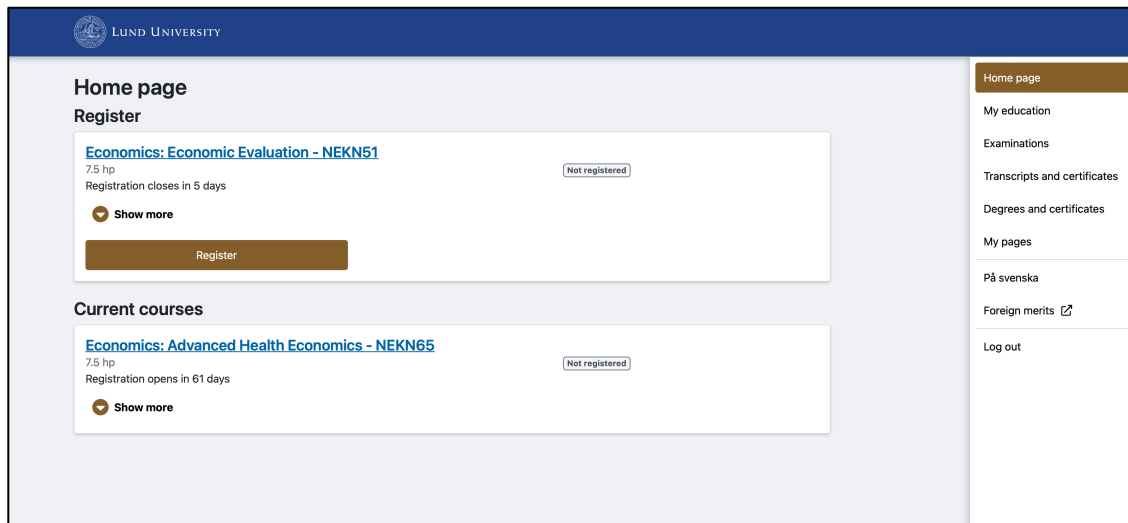 LUND UNIVERSITY
Home page
Register
Economics: Economic Evaluation - NEKN51
7.5 hp
Not registered
Registration closes in 5 days
Show more
Register
Current courses
Economics: Advanced Health Economics - NEKN65
7.5 hp
Not registered
Registration opens in 61 days
Show more
Home page
My education
Examinations
Transcripts and certificates
Degrees and certificates
My pages
På svenska
Foreign merits
Log out